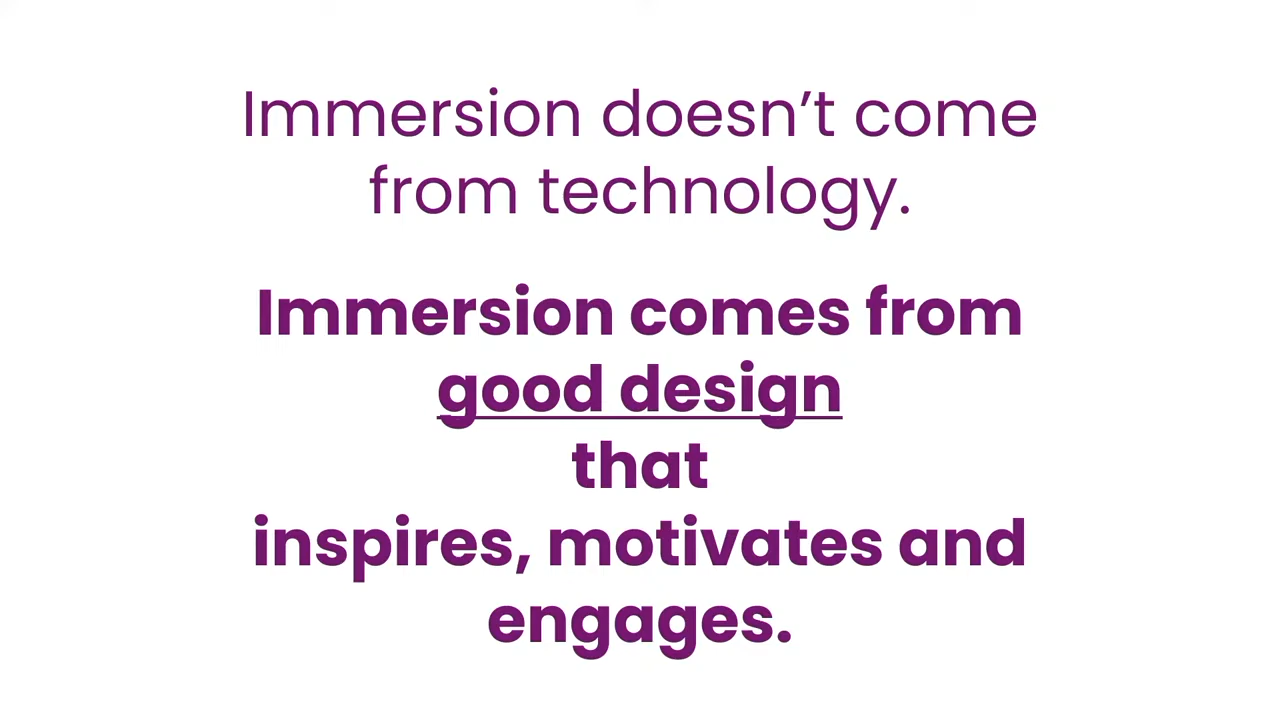 Immersion doesn’t come
from technology.
Immersion comes from
good design
that
inspires, motivates and
engages.